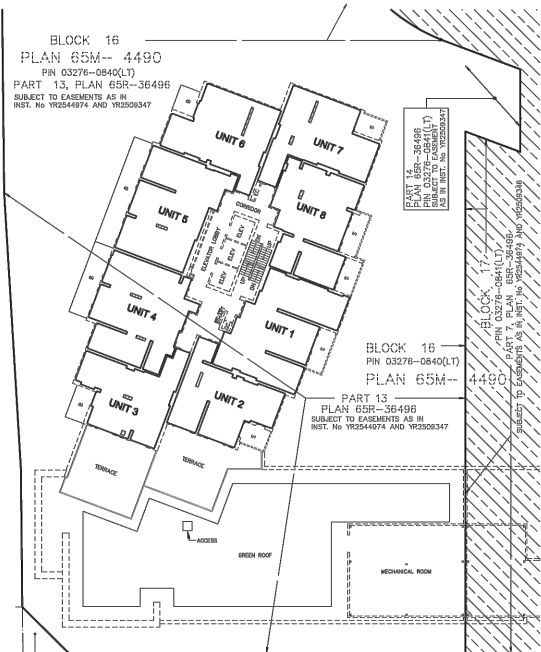 BLOCK 16
PLAN 65M-- 4490
PIN 03276-0840(LT)
PART 13, PLAN 65R-36496
SUBJECT TO EASEMENTS AS IN
INST. No YR2544974 AND YR2509347
UNIT 6
UNIT 7
PART 14
PLAN 65R-36496
PIN 03276-0841(LT)
SUBJECT TO EASEMENT
AS IN INST. No YR2509347
UNIT 5
CORRIDOR
UNIT 8
ELEVATOR LOBBY
ELEV
ELEV
ELEV
UP
DN
UP
UNIT 4
UNIT 1
BLOCK 17
PIN 03276-0841(LT)
PART 7, PLAN 65R-36496
SUBJECT TO EASEMENTS AS IN INST. No YR2544974 AND YR2509346
BLOCK 16
PIN 03276-0840(LT)
PLAN 65M-- 4490
UNIT 3
UNIT 2
PART 13
PLAN 65R-36496
SUBJECT TO EASEMENTS AS IN
INST. No YR2544974 AND YR2509347
TERRACE
TERRACE
ACCESS
GREEN ROOF
MECHANICAL ROOM